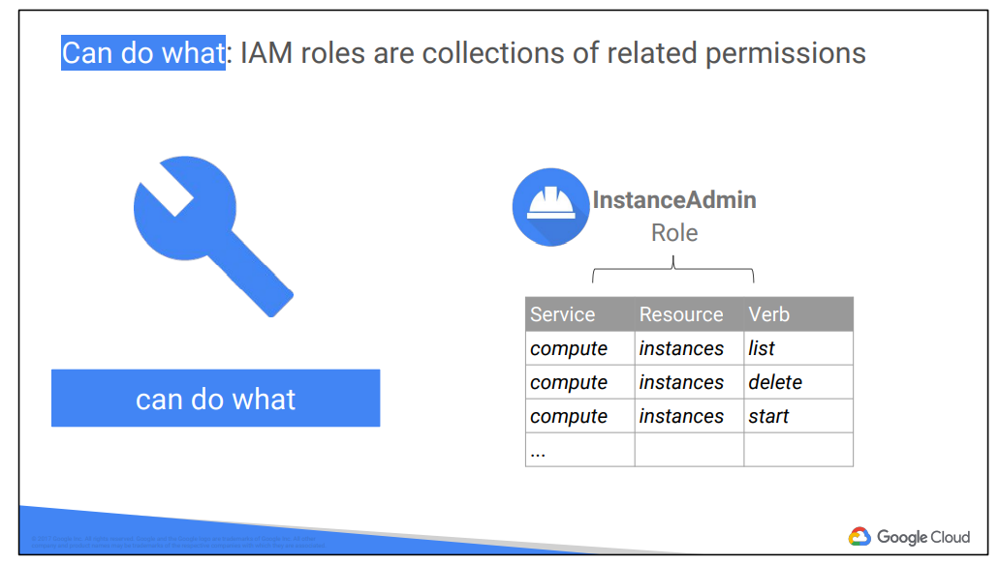 Can do what: IAM roles are collections of related permissions
InstanceAdmin
Role
can do what
Service Resource Verb
compute instances list
compute instances delete
compute instances start
...
Google Cloud